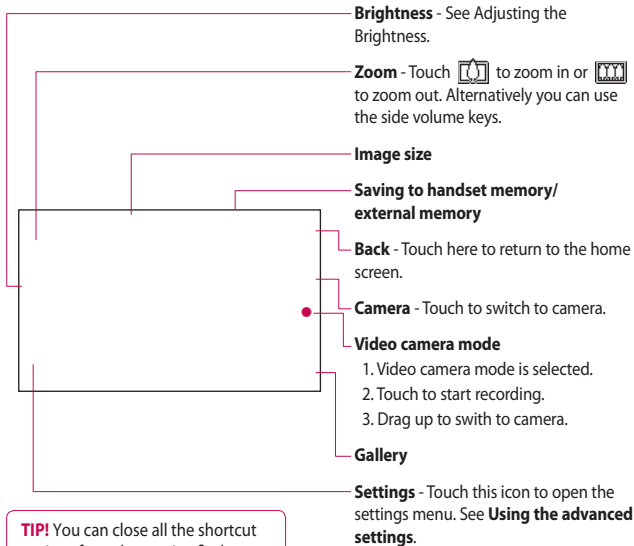 Brightness - See Adjusting the
Brightness.
Zoom - Touch to zoom in or
to zoom out. Alternatively you can use
the side volume keys.
Image size
Saving to handset memory/
external memory
Back - Touch here to return to the home
screen.
Camera - Touch to switch to camera.
Video camera mode
1. Video camera mode is selected.
2. Touch to start recording.
3. Drag up to swith to camera.
Gallery
Settings - Touch this icon to open the
settings menu. See Using the advanced
settings.
TIP! You can close all the shortcut